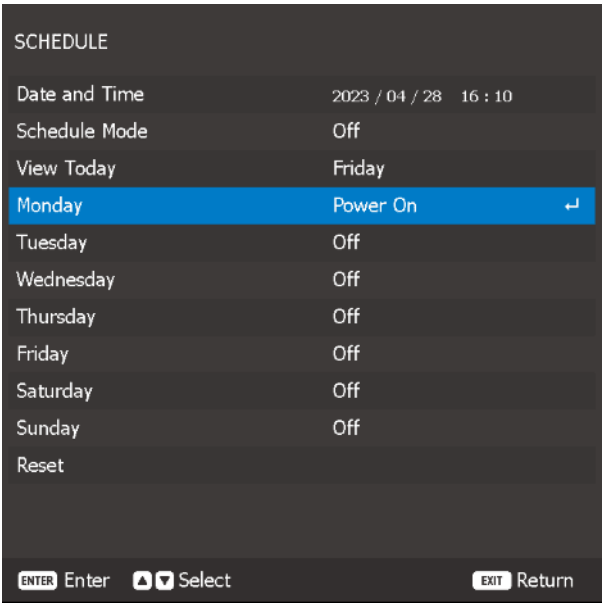 SCHEDULE
Date and Time 2023 / 04 / 28 16 : 10
Schedule Mode Off
View Today Friday
Monday Power On
Tuesday Off
Wednesday Off
Thursday Off
Friday Off
Saturday Off
Sunday Off
Reset
ENTER Enter Select EXIT Return